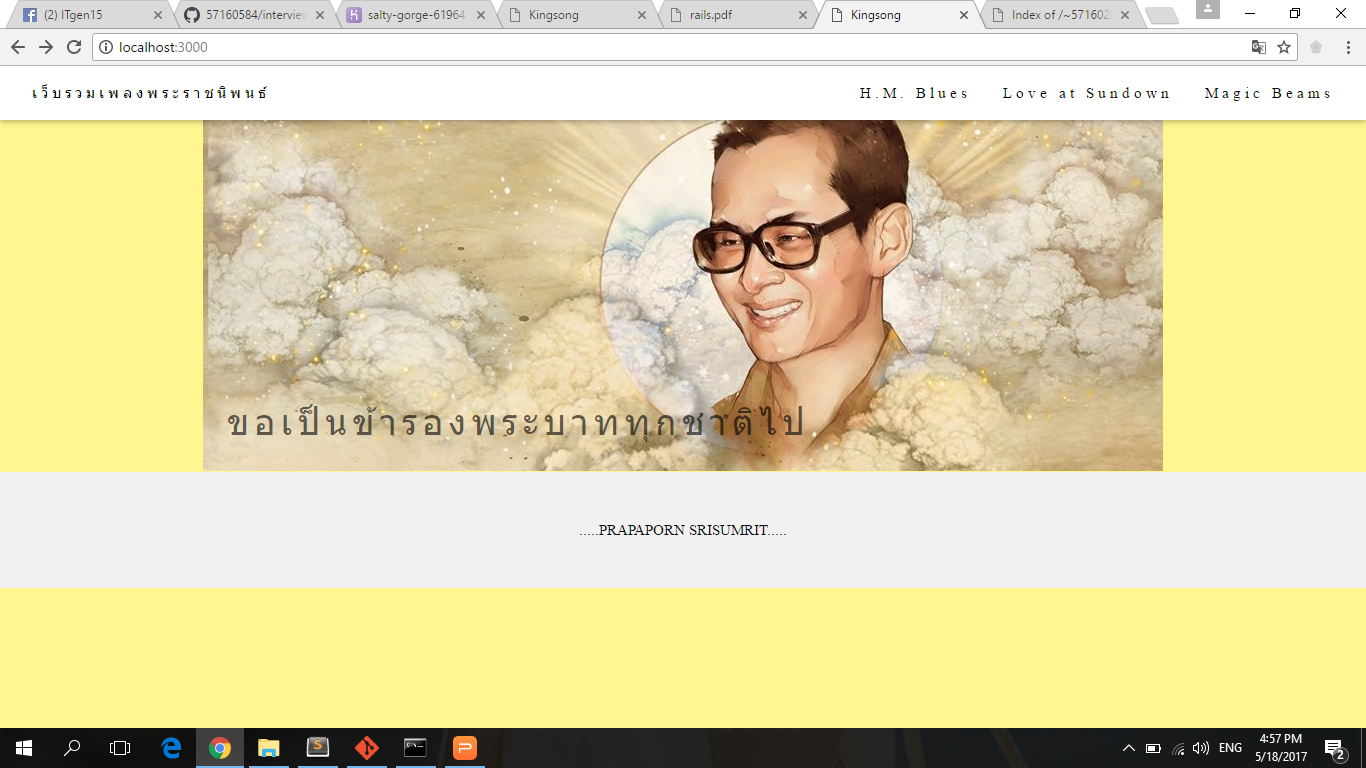 (2) ITgen15
57160584/interview
salty-gorge-61964
Kingsong
rails.pdf
Kingsong
Index of /~571602
localhost:3000
เว็บรวมเพลงพระราชนิพนธ์
H.M. Blues
Love at Sundown
Magic Beams
ขอเป็นข้ารองพระบาททุกชาติไป
.....PRAPAPORN SRISUMRIT.....
ENG
4:57 PM
5/18/2017
2